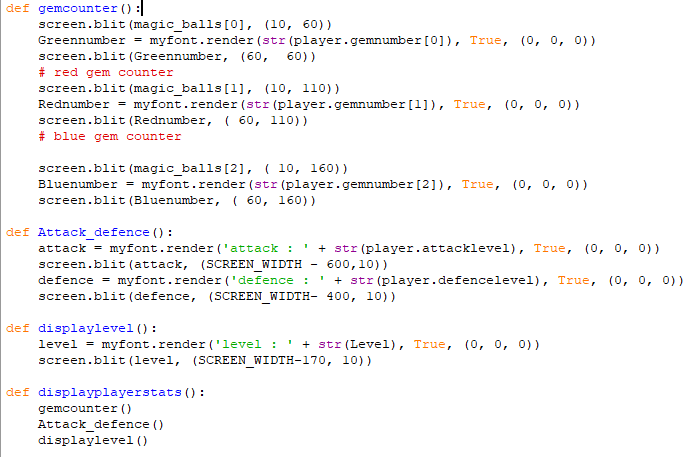 def gemcounter():
    screen.blit(magic_balls[0], (10, 60))
    Greennumber = myfont.render(str(player.gemnumber[0]), True, (0, 0, 0))
    screen.blit(Greennumber, (60,  60))
    # red gem counter
    screen.blit(magic_balls[1], (10, 110))
    Rednumber = myfont.render(str(player.gemnumber[1]), True, (0, 0, 0))
    screen.blit(Rednumber, ( 60, 110))
    # blue gem counter

    screen.blit(magic_balls[2], ( 10, 160))
    Bluenumber = myfont.render(str(player.gemnumber[2]), True, (0, 0, 0))
    screen.blit(Bluenumber, ( 60, 160))

def Attack_defence():
    attack = myfont.render('attack : ' + str(player.attacklevel), True, (0, 0, 0))
    screen.blit(attack, (SCREEN_WIDTH - 600,10))
    defence = myfont.render('defence : ' + str(player.defencelevel), True, (0, 0, 0))
    screen.blit(defence, (SCREEN_WIDTH- 400, 10))

def displaylevel():
    level = myfont.render('level : ' + str(Level), True, (0, 0, 0))
    screen.blit(level, (SCREEN_WIDTH-170, 10))

def displayplayerstats():
    gemcounter()
    Attack_defence()
    displaylevel()